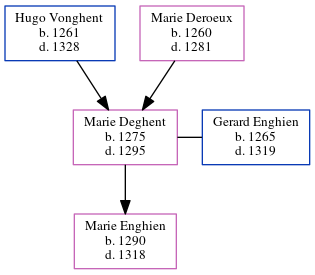 Hugo Vonghent
b. 1261
d. 1328
Marie Deroeux
b. 1260
d. 1281
Marie Deghent
b. 1275
d. 1295
Gerard Enghien
b. 1265
d. 1319
Marie Enghien
b. 1290
d. 1318